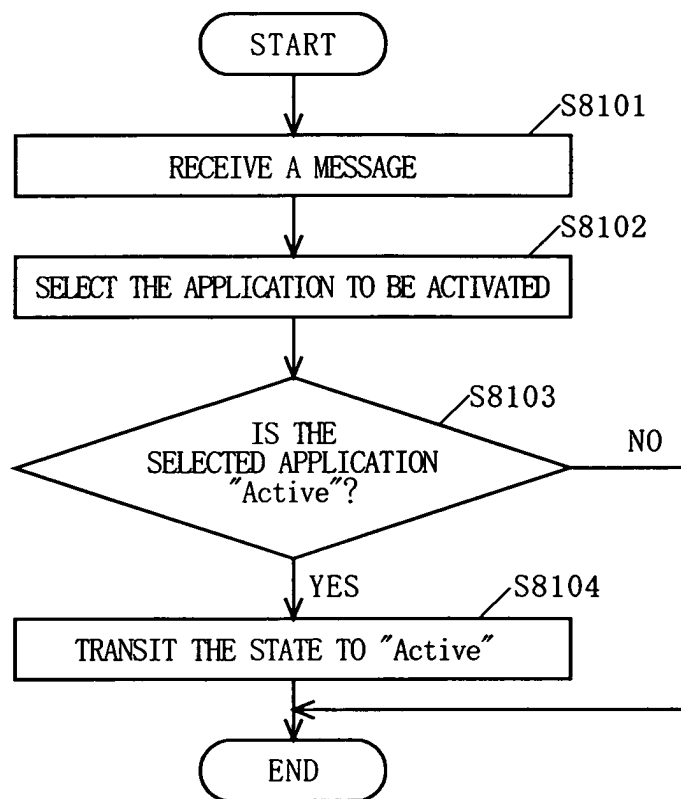 START
S8101
RECEIVE A MESSAGE
S8102
SELECT THE APPLICATION TO BE ACTIVATED
S8103
IS THE
SELECTED APPLICATION
"Active"?
NO
YES
S8104
TRANSIT THE STATE TO "Active"
END